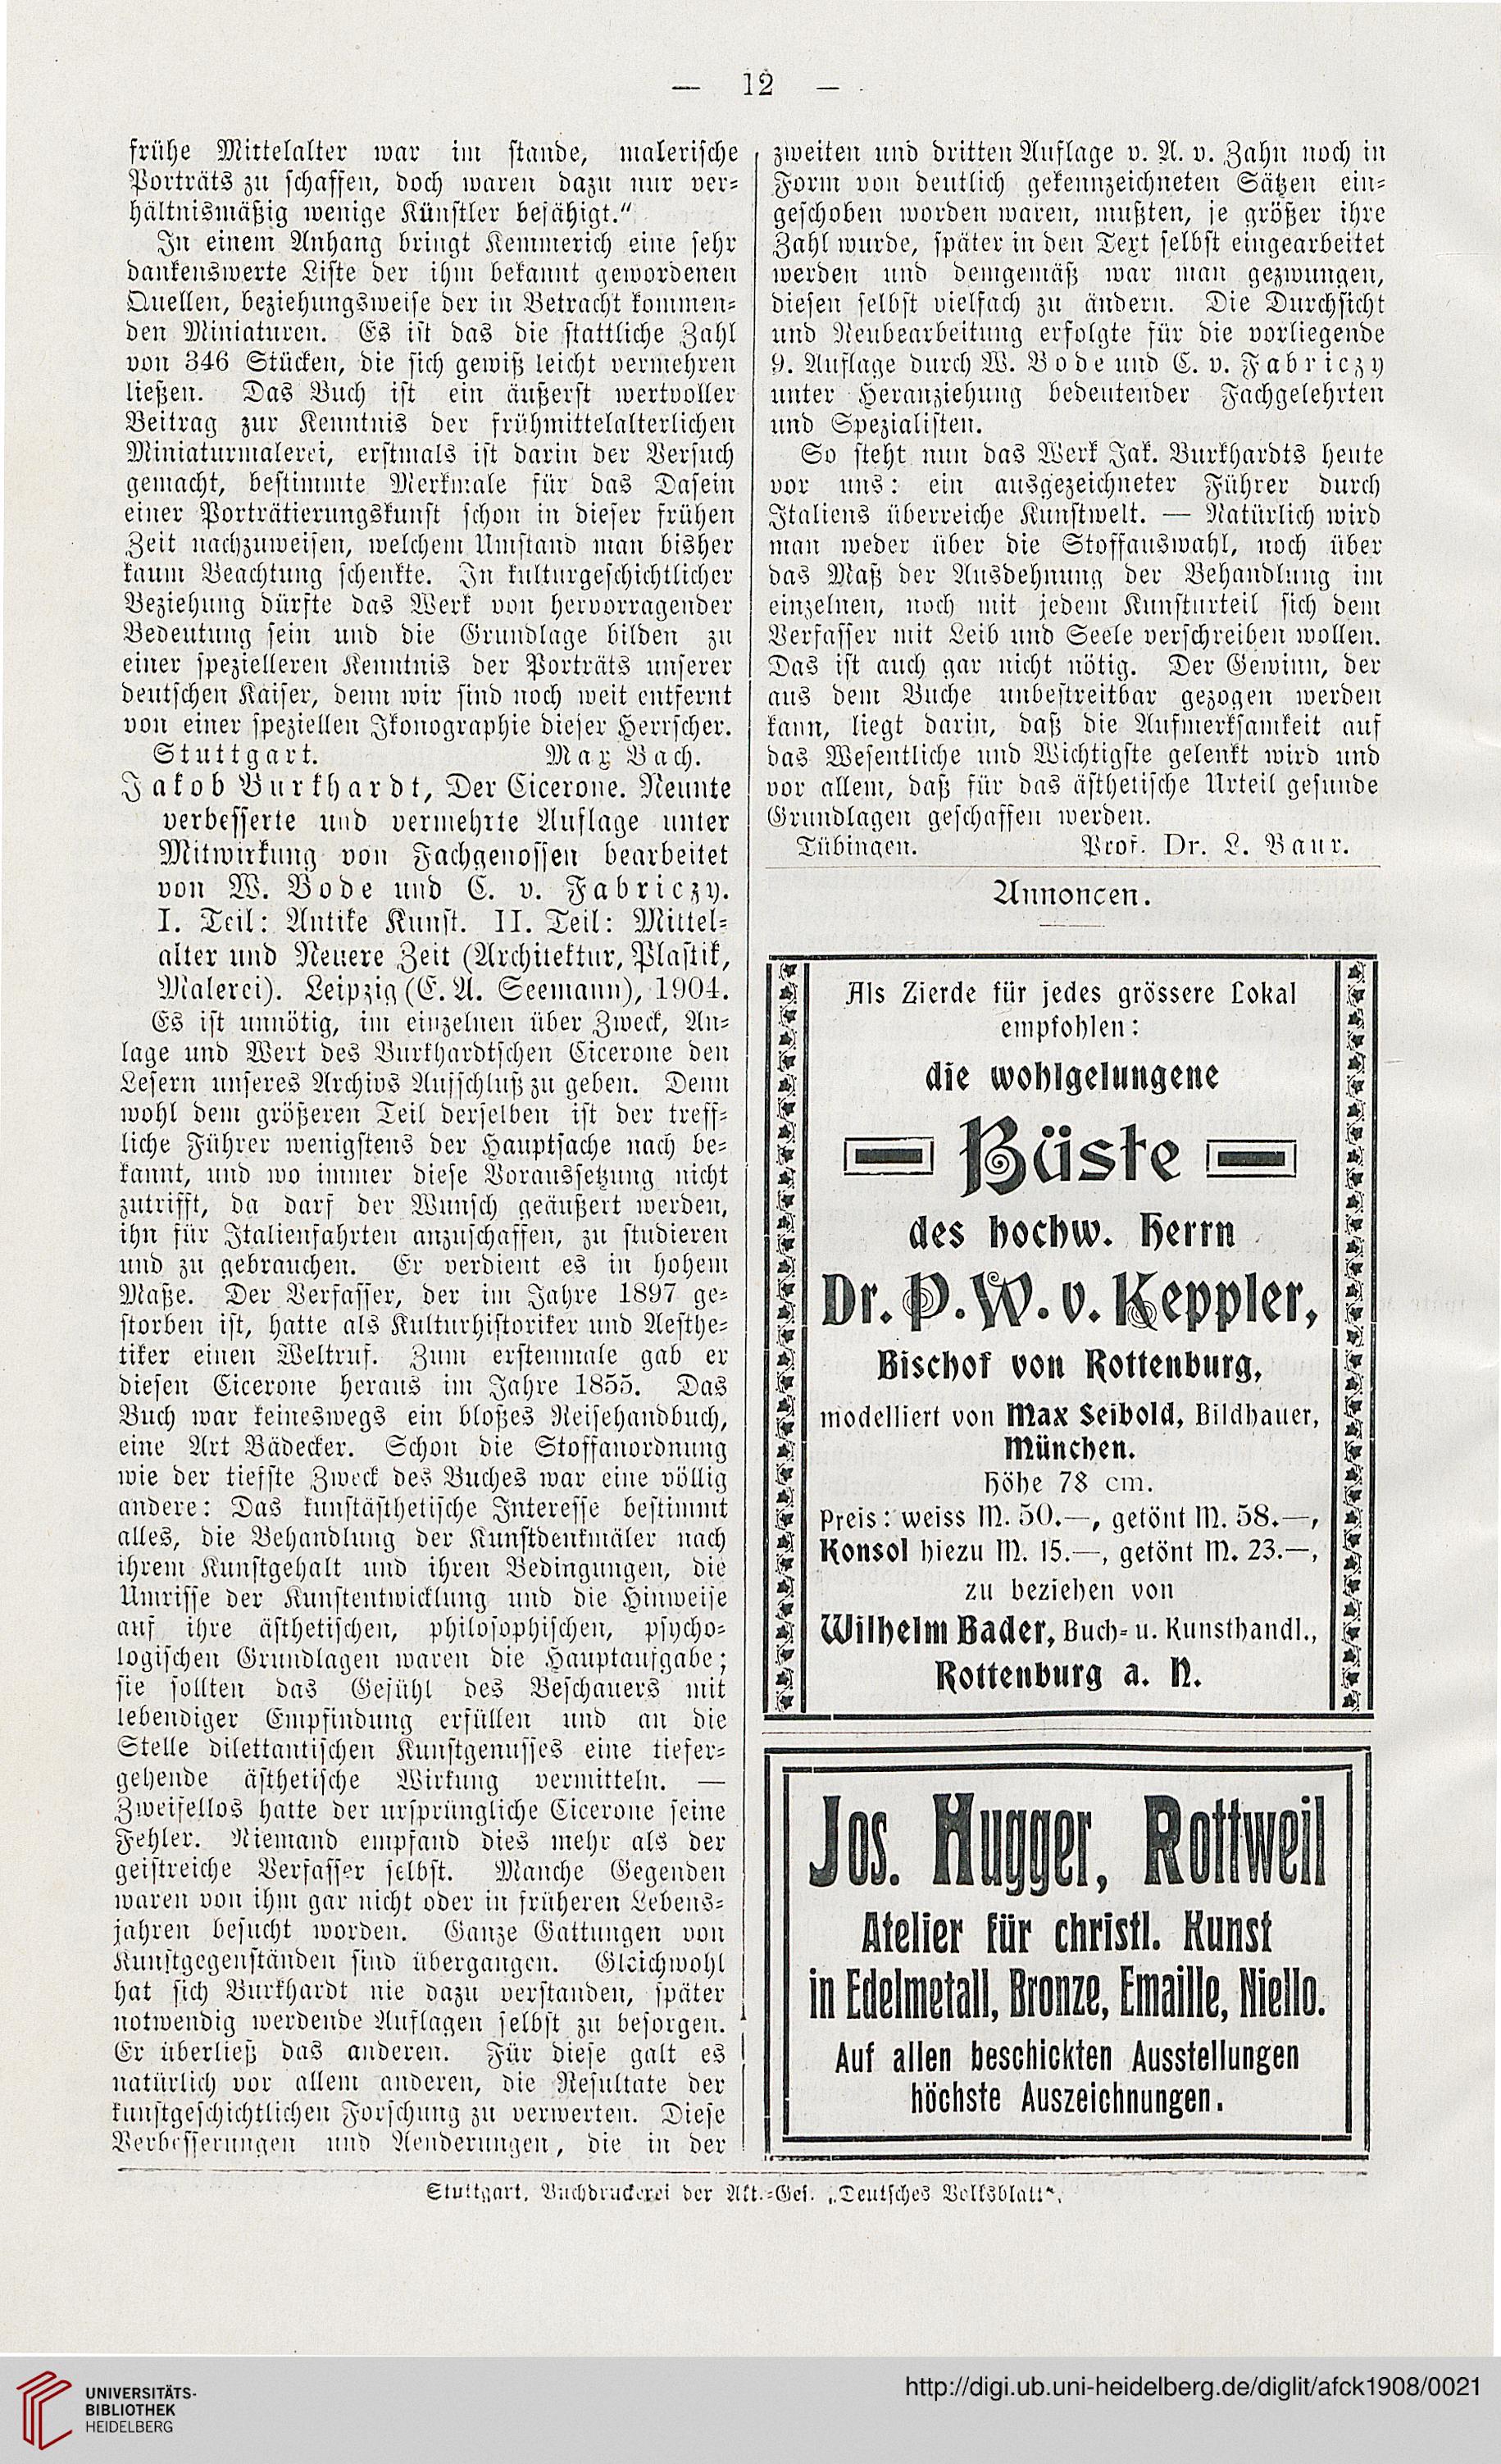 — 12 —
frühe Mittelalter war im stande, malerische
Porträts zu schaffen, doch waren dazu nur ver-
hältnismäßig wenige Künstler befähigt."
In einem Anhang bringt Kemmerich eine sehr
dankenswerte Liste der ihm bekannt gewordenen
Quellen, beziehungsweise der in Betracht kommen-
den Miniaturen. Es ist das die stattliche Zahl
von 346 Stücken, die sich gewiß leicht vermehren
ließen. Das Buch ist ein äußerst wertvoller
Beitrag zur Kenntnis der frühmittelalterlichen
Miniaturmalerei, erstmals ist darin der Versuch
gemacht, bestimmte Merkmale für das Dasein
einer Porträtierungskunst schon in dieser frühen
Zeit nachzuweisen, welchem Umstand man bisher
kaum Beachtung schenkte. In kulturgeschichtlicher
Beziehung dürfte das Werk von hervorragender
Bedeutung sein und die Grundlage bilden zu
einer spezielleren Kenntnis der Porträts unserer
deutschen Kaiser, denn wir sind noch weit entfernt
von einer speziellen Ikonographie dieser Herrscher.
Stuttgart. Max Bach.
Jakob Burkhardt, Der Cicerone. Neunte
verbesserte und vermehrte Auflage unter
Mitwirkung von Fachgenossen bearbeitet
von W. Bode und C. v. Fabriczy.
I. Teil: Antike Kunst. II. Teil: Mittel-
alter und Neuere Zeit (Architektur, Plastik,
Malerei). Leipzig (E. A. Seemann), 1904.
Es ist unnötig, im einzelnen über Zweck, An-
lage und Wert des Burkhardtschen Cicerone den
Lesern unseres Archivs Aufschluß zu geben. Denn
wohl dem größeren Teil derselben ist der treff-
liche Führer wenigstens der Hauptsache nach be-
kannt, und wo immer diese Voraussetzung nicht
zutrifft, da darf der Wunsch geäußert werden,
ihn für Italienfahrten anzuschaffen, zu studieren
und zu gebrauchen. Er verdient es in hohem
Maße. Der Verfasser, der im Jahre 1897 ge-
storben ist, hatte als Kulturhistoriker und Aesthe-
tiker einen Weltruf. Zum erstenmale gab er
diesen Cicerone heraus im Jahre 1855. Das
Buch war keineswegs ein bloßes Reisehandbuch,
eine Art Bädecker. Schon die Stoffanordnung
wie der tiefste Zweck des Buches war eine völlig
andere: Das kunstästhetische Interesse bestimmt
alles, die Behandlung der Kunstdenkmäler nach
ihrem Kunstgehalt und ihren Bedingungen, die
Umrisse der Kunstentwicklung und die Hinweise
auf ihre ästhetischen, philosophischen, psycho-
logischen Grundlagen waren die Hauptaufgabe;
sie sollten das Gefühl des Beschauers mit
lebendiger Empfindung erfüllen und an die
Stelle dilettantischen Kunstgenusses eine tiefer-
gehende ästhetische Wirkung vermitteln. —
Zweifellos hatte der ursprüngliche Cicerone seine
Fehler. Niemand empfand dies mehr als der
geistreiche Verfasser selbst. Manche Gegenden
waren von ihm gar nicht oder in früheren Lebens-
jahren besucht worden. Ganze Gattungen von
Kunstgegenständen sind übergangen. Gleichwohl
hat sich Burkhardt nie dazu verstanden, später
notwendig werdende Auflagen selbst zu besorgen.
Er überließ das anderen. Für diese galt es
natürlich vor allem anderen, die Resultate der
kunstgeschichtlichen Forschung zu verwerten. Diese
Verbesserungen und Aenderungen, die in der
zweiten und dritten Auflage v. A. v. Zahn noch in
Form von deutlich gekennzeichneten Sätzen ein-
geschoben worden waren, mußten, je größer ihre
Zahl wurde, später in den Text selbst eingearbeitet
werden und demgemäß war man gezwungen,
diesen selbst vielfach zu ändern. Die Durchsicht
und Neubearbeitung erfolgte für die vorliegende
9. Auflage durch W. Bode und C. v. Fabriczy
unter Heranziehung bedeutender Fachgelehrten
und Spezialisten.
So steht nun das Werk Jak. Burkhardts heute
vor uns: ein ausgezeichneter Führer durch
Italiens überreiche Kunstwelt. — Natürlich wird
man weder über die Stoffauswahl, noch über
das Maß der Ausdehnung der Behandlung im
einzelnen, noch mit jedem Kunsturteil sich dem
Verfasser mit Leib und Seele verschreiben wollen.
Das ist auch gar nicht nötig. Der Gewinn, der
aus dem Buche unbestreitbar gezogen werden
kann, liegt darin, daß die Aufmerksamkeit auf
das Wesentliche und Wichtigste gelenkt wird und
vor allem, daß für das ästhetische Urteil gesunde
Grundlagen geschaffen werden.
Tübingen. Prof. Dr. L. Baur.
Annoncen.
Als Zierde für jedes grössere Lokal
empfohlen:
die wohlgelungene
Büste
des hochw. Herrn
Dr. P. W. v. Keppler,
Bischof von Rottenburg,
modelliert von Max Seibold, Bildhauer,
München.
Höhe 78 cm.
Preis: weiss M. 50.—, getönt M. 58.—,
Konsol hiezu M. 15.—, getönt M. 23.—,
zu beziehen von
Wilhelm Bader, Buch- u. Kunsthandl.,
Rottenburg a. N.
Jos. Hugger, Rottweil
Atelier für christl. Kunst
in Edelmetall, Bronze, Emaille, Niello.
Auf allen beschickten Ausstellungen
höchste Auszeichnungen.
Stuttgart, Buchdruckerei der Akt.-Ges. „Deutsches Volksblatt".
UNIVERSITÄTS-
BIBLIOTHEK
HEIDELBERG
http://digi.ub.uni-heidelberg.de/diglit/afck1908/0021